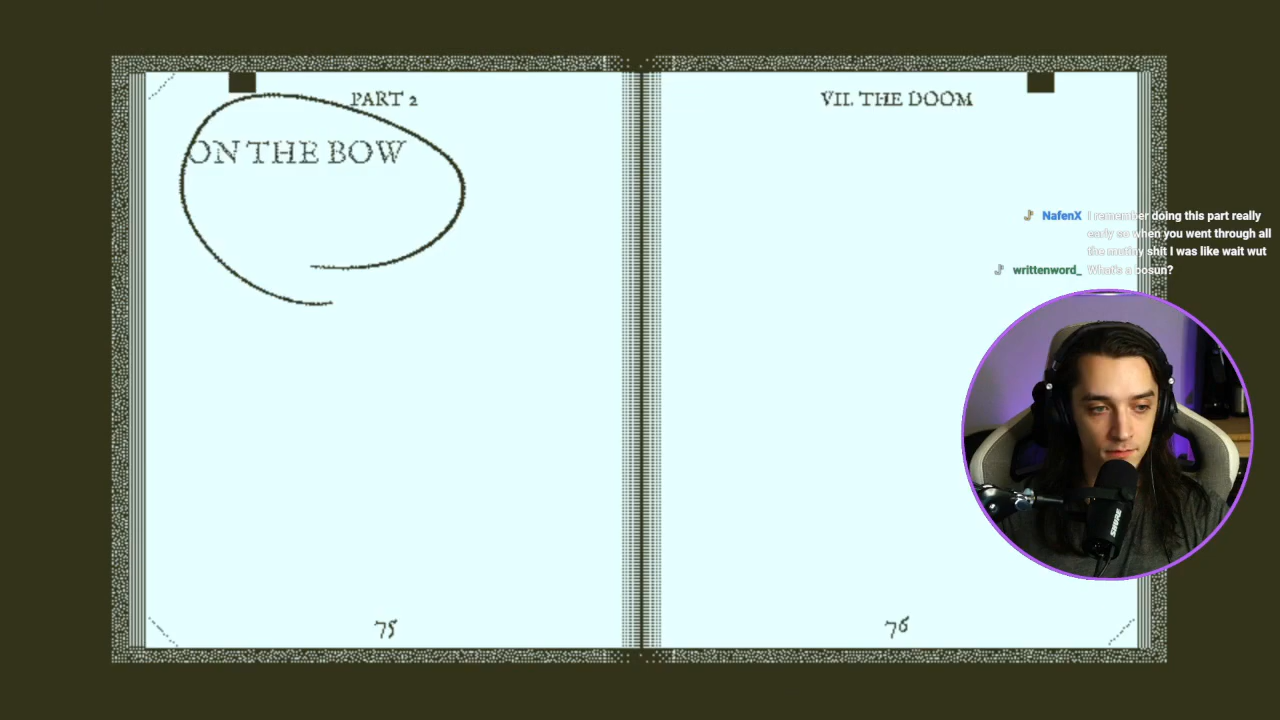 PART 2
ON THE BOW
VII. THE DOOM
NafenX I remember doing this part really
early so when you went through all
the mutiny shit I was like wait wut
writtenword_ What's a bosun?
SHURE
75
76